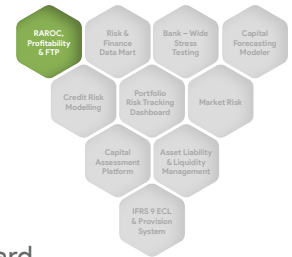 RAROC,
Profitability
& FTP
Risk &
Finance
Data Mart
Bank – Wide
Stress
Testing
Capital
Forecasting
Modeler
Credit Risk
Modelling
Portfolio
Risk Tracking
Dashboard
Market Risk
Capital
Assessment
Platform
Asset Liability
& Liquidity
Management
IFRS 9 ECL
& Provision
System